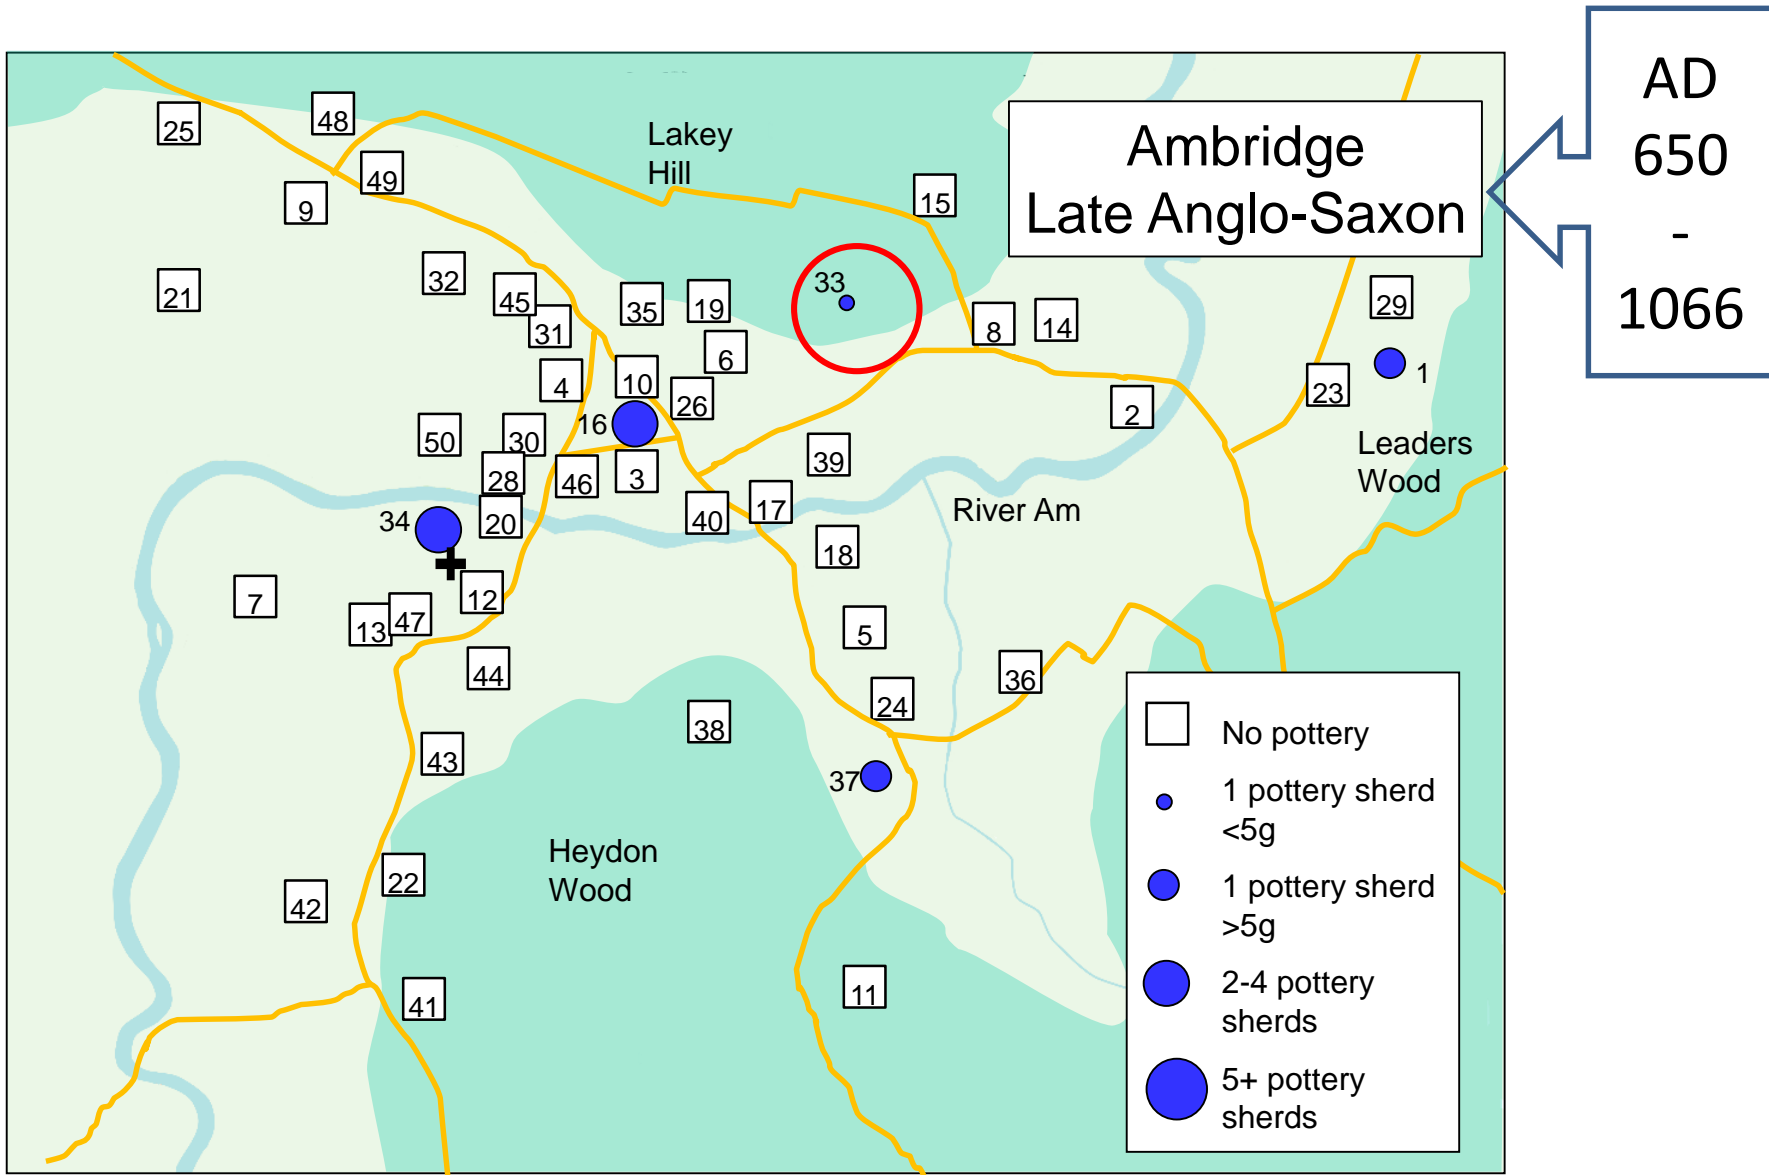 AD
650
-
1066
Ambridge
Late Anglo-Saxon
Lakey
Hill
25
48
49
9
15
21
32
45
31
35
19
33
8
14
29
6
4
10
26
1
23
2
16
50
30
39
Leaders
Wood
28
46
3
17
40
River Am
34
20
18
7
12
13
47
5
44
36
24
38
43
37
22
42
Heydon
Wood
41
11
No pottery
1 pottery sherd
<5g
1 pottery sherd
>5g
2-4 pottery
sherds
5+ pottery
sherds